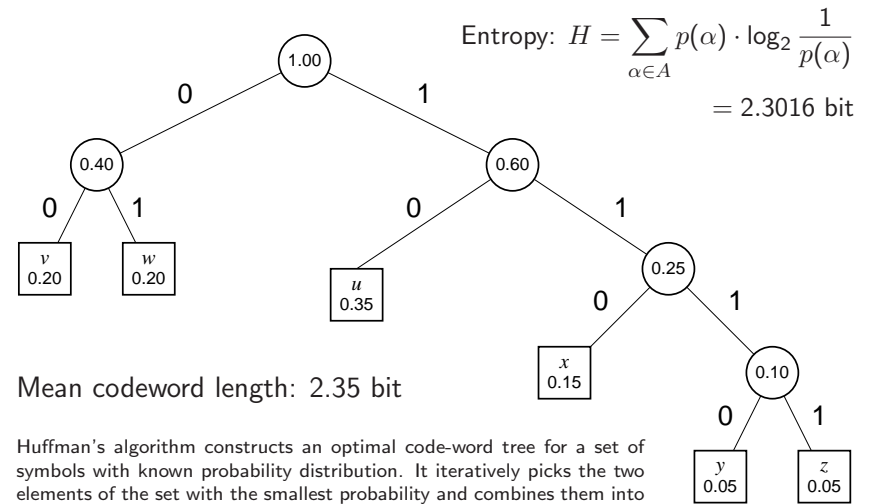 Entropy: H = ∑_{α∈A} p(α) · log₂ 1/p(α)
= 2.3016 bit
1.00
0 1
0.40 0.60
0 1 0 1
v 0.20
w 0.20
u 0.35
0.25
0 1
x 0.15
0.10
0 1
y 0.05
z 0.05
Mean codeword length: 2.35 bit
Huffman's algorithm constructs an optimal code-word tree for a set of
symbols with known probability distribution. It iteratively picks the two
elements of the set with the smallest probability and combines them into